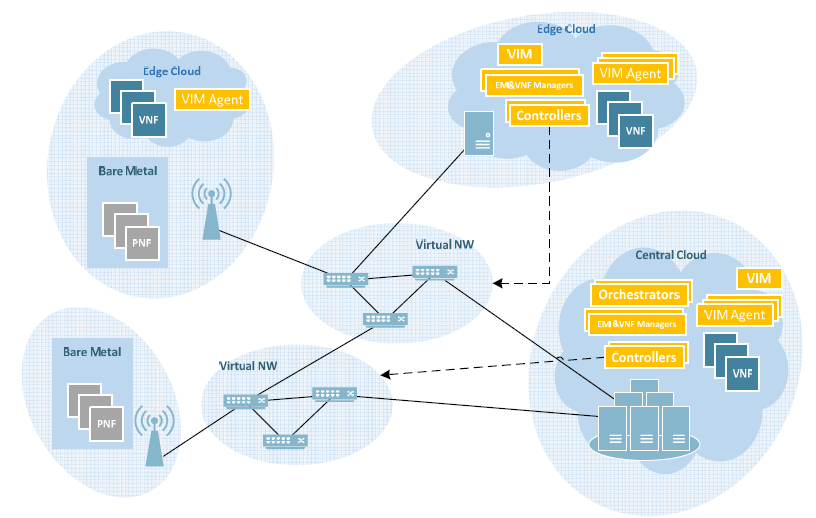 Edge Cloud
VNF
VIM Agent
Bare Metal
PNF
Edge Cloud
VIM
EM&VNF Managers
VIM Agent
Controllers
VNF
Virtual NW
Central Cloud
VIM
Orchestrators
VIM Agent
EM&VNF Managers
Controllers
VNF
Bare Metal
PNF
Virtual NW